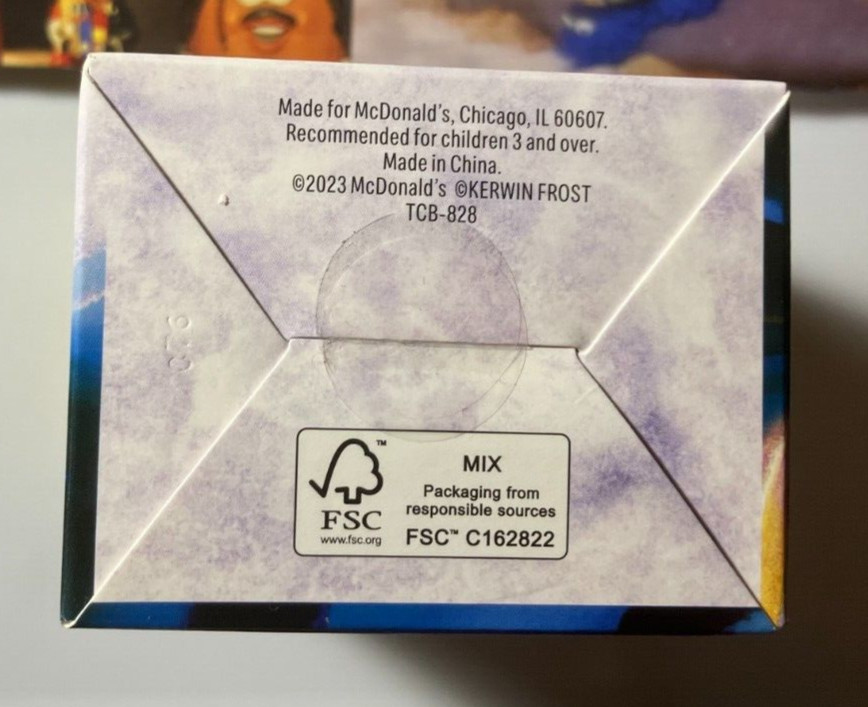 Made for McDonald's, Chicago, IL 60607.
Recommended for children 3 and over.
Made in China.
©2023 McDonald's ©KERWIN FROST
TCB-828
™
FSC
www.fsc.org
MIX
Packaging from
responsible sources
FSC™ C162822